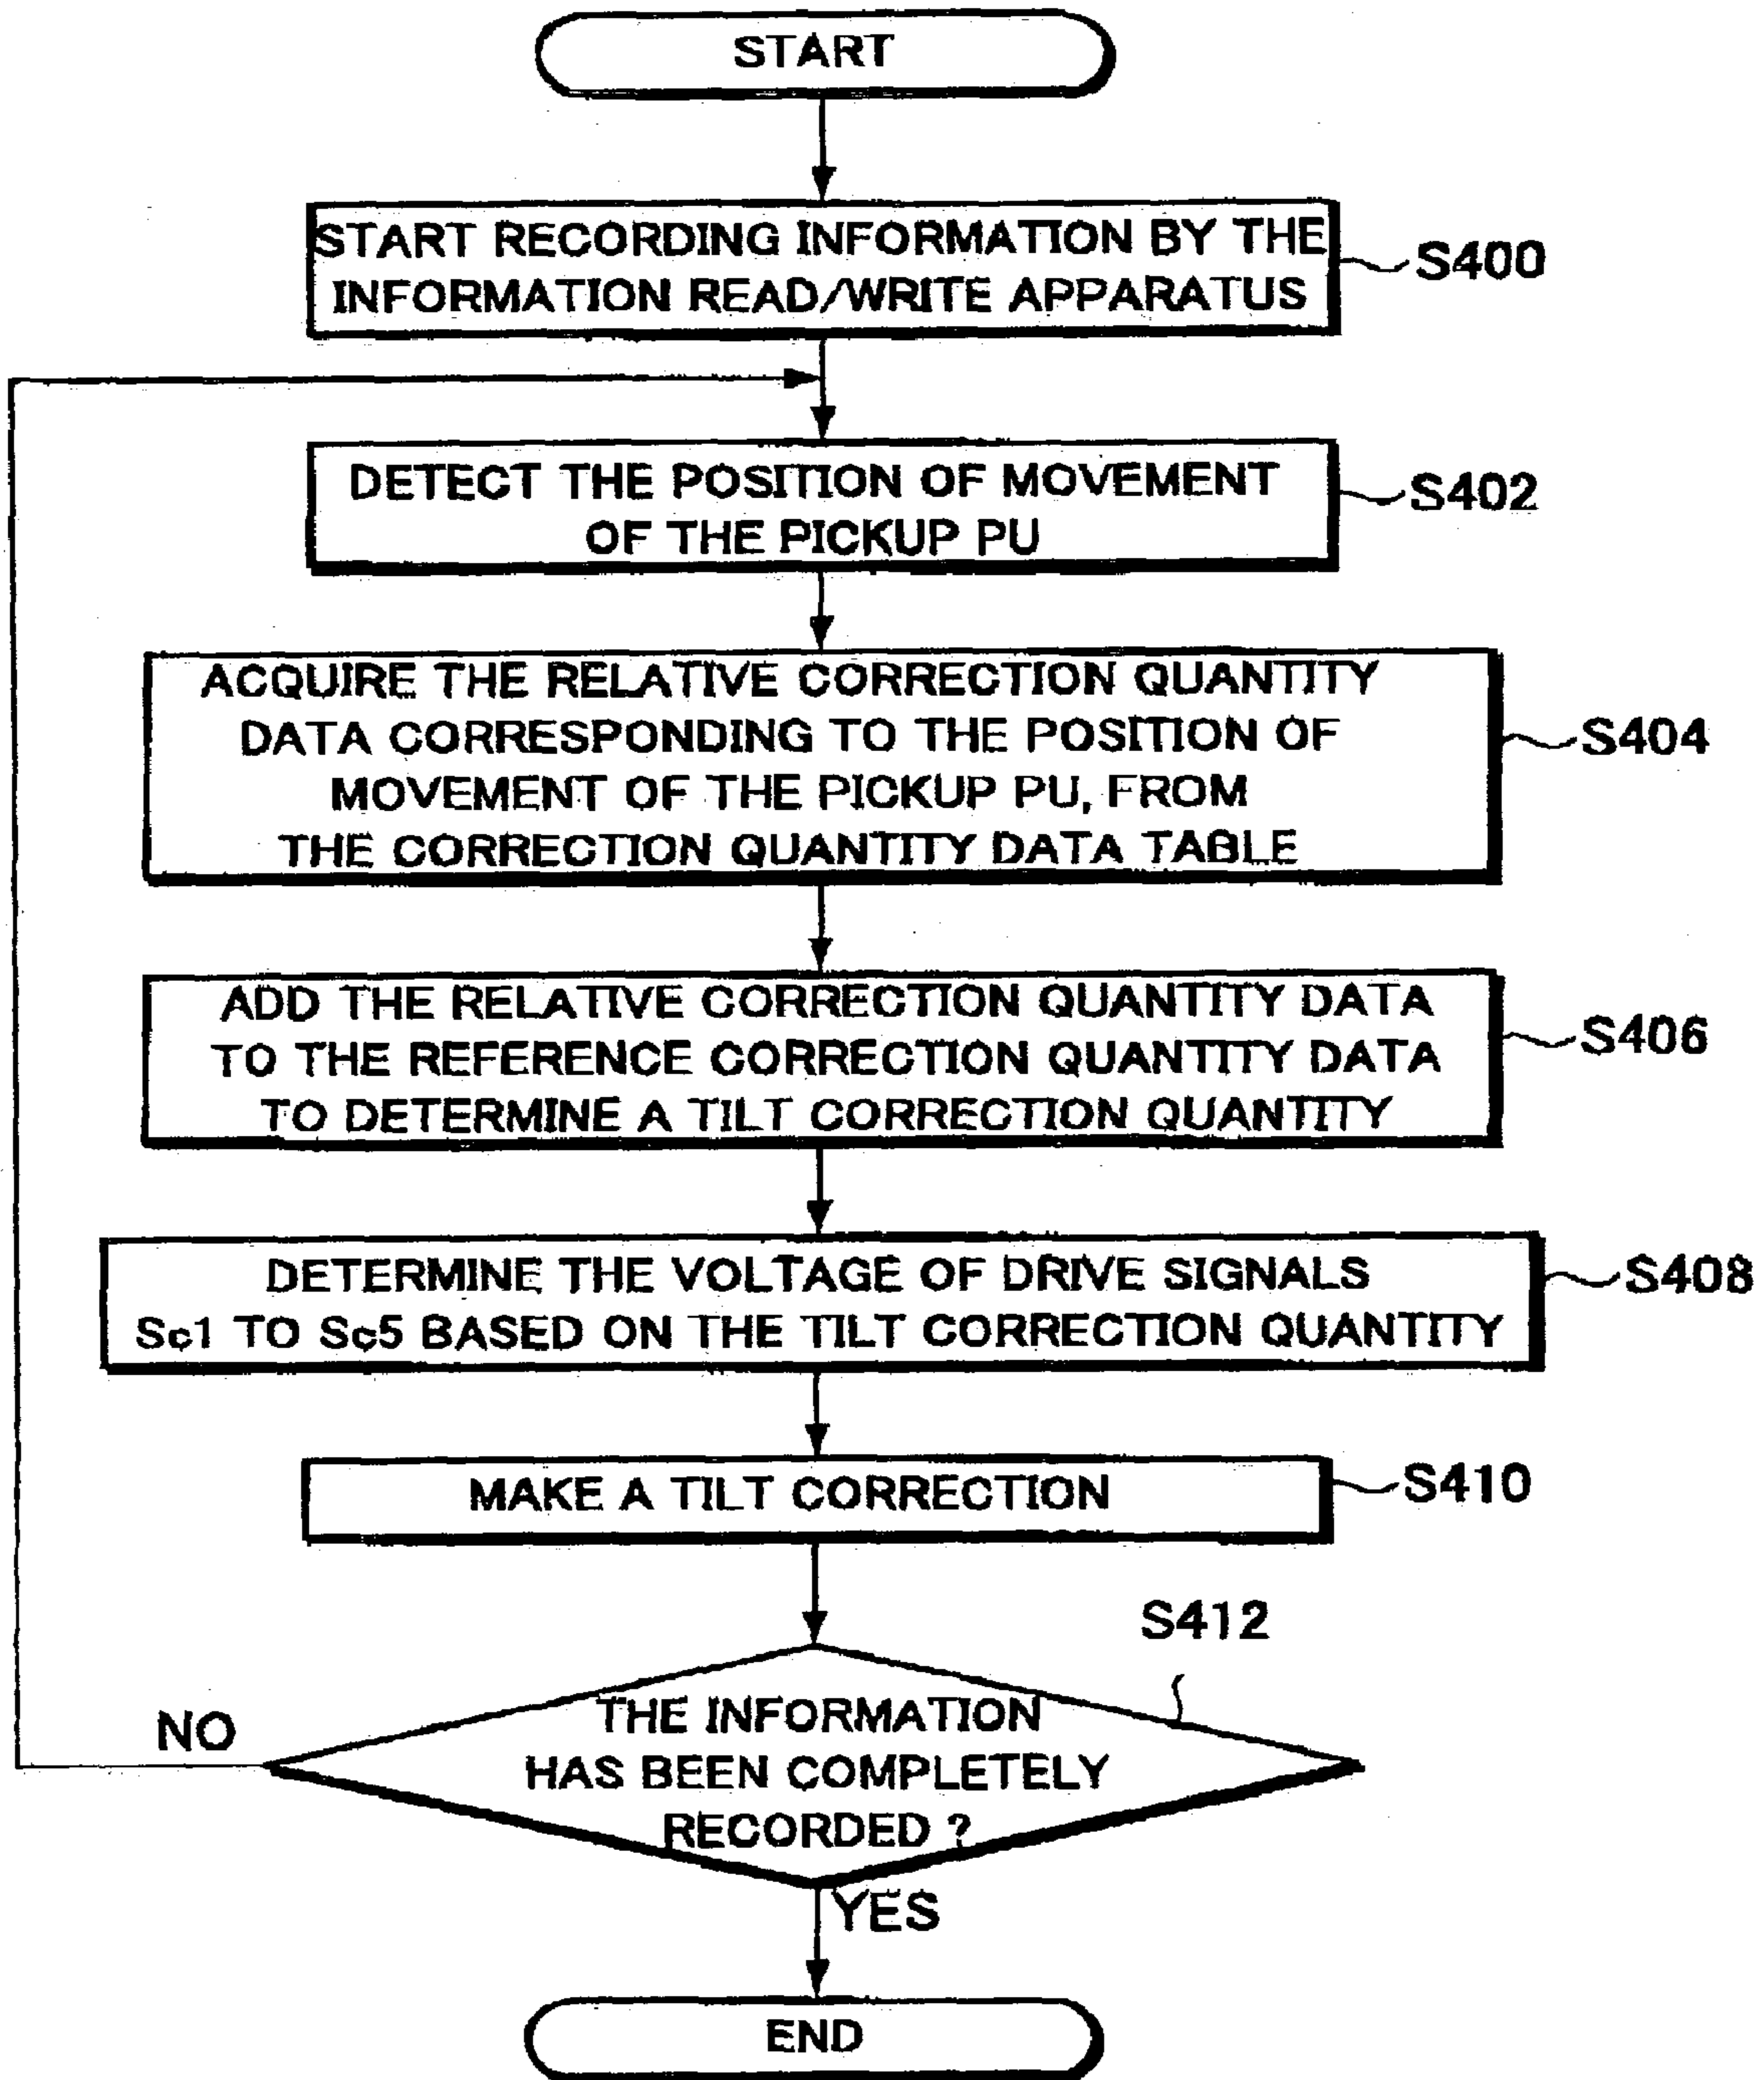 START
START RECORDING INFORMATION BY THE
INFORMATION READ/WRITE APPARATUS
S400
DETECT THE POSITION OF MOVEMENT
OF THE PICKUP PU
S402
ACQUIRE THE RELATIVE CORRECTION QUANTITY
DATA CORRESPONDING TO THE POSITION OF
MOVEMENT OF THE PICKUP PU, FROM
THE CORRECTION QUANTITY DATA TABLE
S404
ADD THE RELATIVE CORRECTION QUANTITY DATA
TO THE REFERENCE CORRECTION QUANTITY DATA
TO DETERMINE A TILT CORRECTION QUANTITY
S406
DETERMINE THE VOLTAGE OF DRIVE SIGNALS
Sc1 TO Sc5 BASED ON THE TILT CORRECTION QUANTITY
S408
MAKE A TILT CORRECTION
S410
S412
THE INFORMATION
HAS BEEN COMPLETELY
RECORDED ?
NO
YES
END